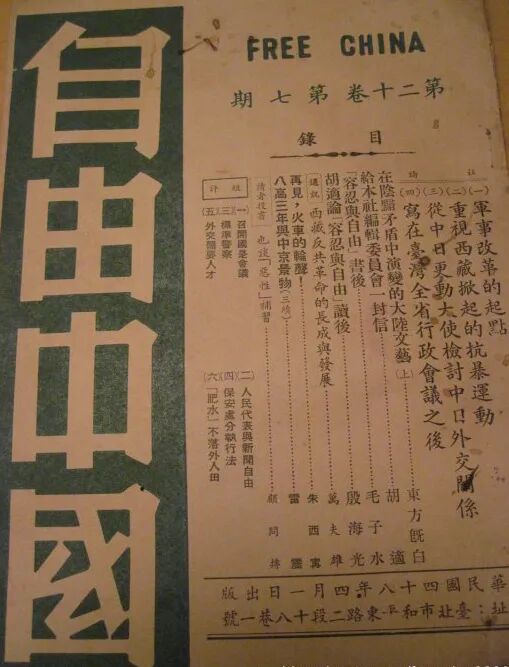 自由中國
FREE CHINA
第二十卷第七期
目錄
社論
(一)軍事改革的起點
(二)重視西藏掀起的抗暴運動
(三)從中日更動大使檢討中日外交關係
(四)寫在臺灣全省行政會議之後
在陰黯矛盾中演變的大陸文藝(上)……東方既白
給本社編輯委員會一封信……胡適
「容忍與自由」書後……毛子水
胡適論「容忍與自由」讀後……殷海光
通訊 西藏反共革命的長成與發展……萬夫雄
再見,火車的輪聲!……朱西甯
八高三年與中京景物(三續)……雷震
讀者投書 也談「惡性」補習……顧問
短評
(一)召開國是會議 (二)人民代表與新聞自由
(三)標準警察 (四)保安處分執行法
(五)外交需要人才 (六)「肥水」不落外人田
華民國四十八年四月一日出版
址:臺北市和平東路二段十八巷一號